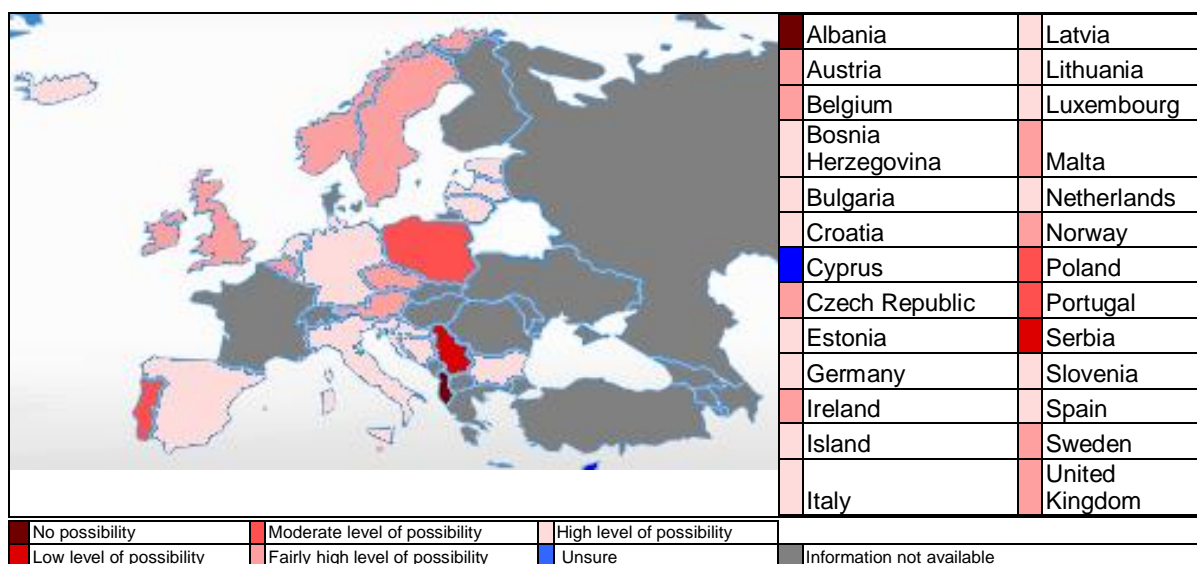 Albania Latvia
Austria Lithuania
Belgium Luxembourg
Bosnia
Herzegovina Malta
Bulgaria Netherlands
Croatia Norway
Cyprus Poland
Czech Republic Portugal
Estonia Serbia
Germany Slovenia
Ireland Spain
Island Sweden
Italy United
Kingdom
No possibility Moderate level of possibility High level of possibility
Low level of possibility Fairly high level of possibility Unsure Information not available